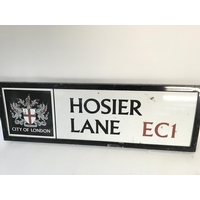 HOSIER
LANE EC1
CITY OF LONDON